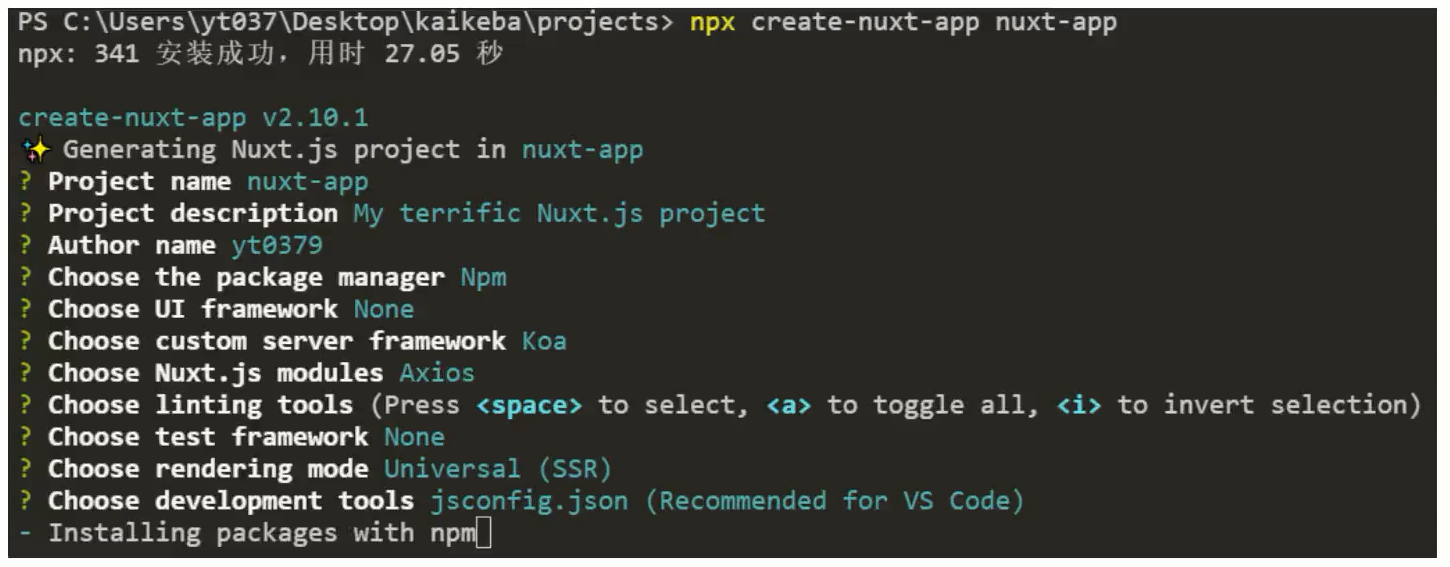 PS C:\Users\yt037\Desktop\kaikeba\projects> npx create-nuxt-app nuxt-app
npx: 341 安装成功，用时 27.05 秒
create-nuxt-app v2.10.1
✨ Generating Nuxt.js project in nuxt-app
? Project name nuxt-app
? Project description My terrific Nuxt.js project
? Author name yt0379
? Choose the package manager Npm
? Choose UI framework None
? Choose custom server framework Koa
? Choose Nuxt.js modules Axios
? Choose linting tools (Press <space> to select, <a> to toggle all, <i> to invert selection)
? Choose test framework None
? Choose rendering mode Universal (SSR)
? Choose development tools jsconfig.json (Recommended for VS Code)
- Installing packages with npm